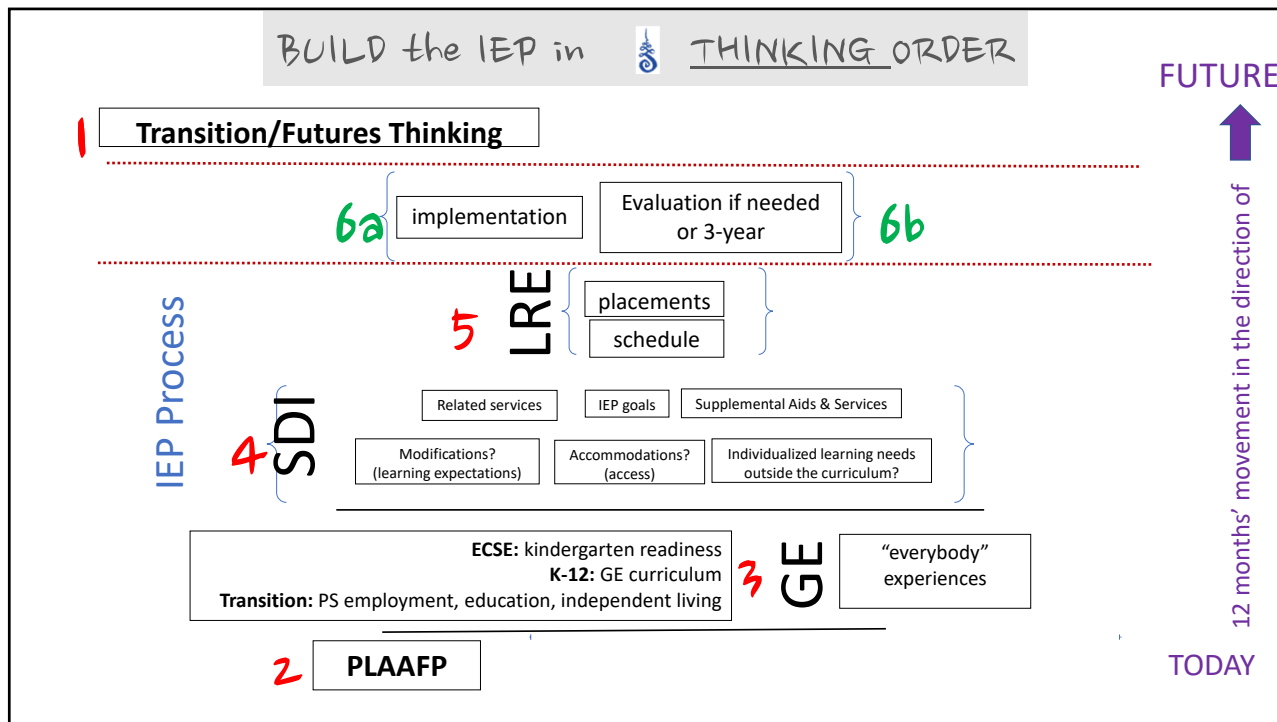 BUILD the IEP in THINKING ORDER
FUTURE
1
Transition/Futures Thinking
6a
implementation
Evaluation if needed
or 3-year
6b
IEP Process
5
LRE
placements
schedule
4
SDI
Related services
IEP goals
Supplemental Aids & Services
Modifications?
(learning expectations)
Accommodations?
(access)
Individualized learning needs
outside the curriculum?
ECSE: kindergarten readiness
K-12: GE curriculum
Transition: PS employment, education, independent living
3
GE
“everybody”
experiences
2
PLAAFP
12 months’ movement in the direction of
TODAY